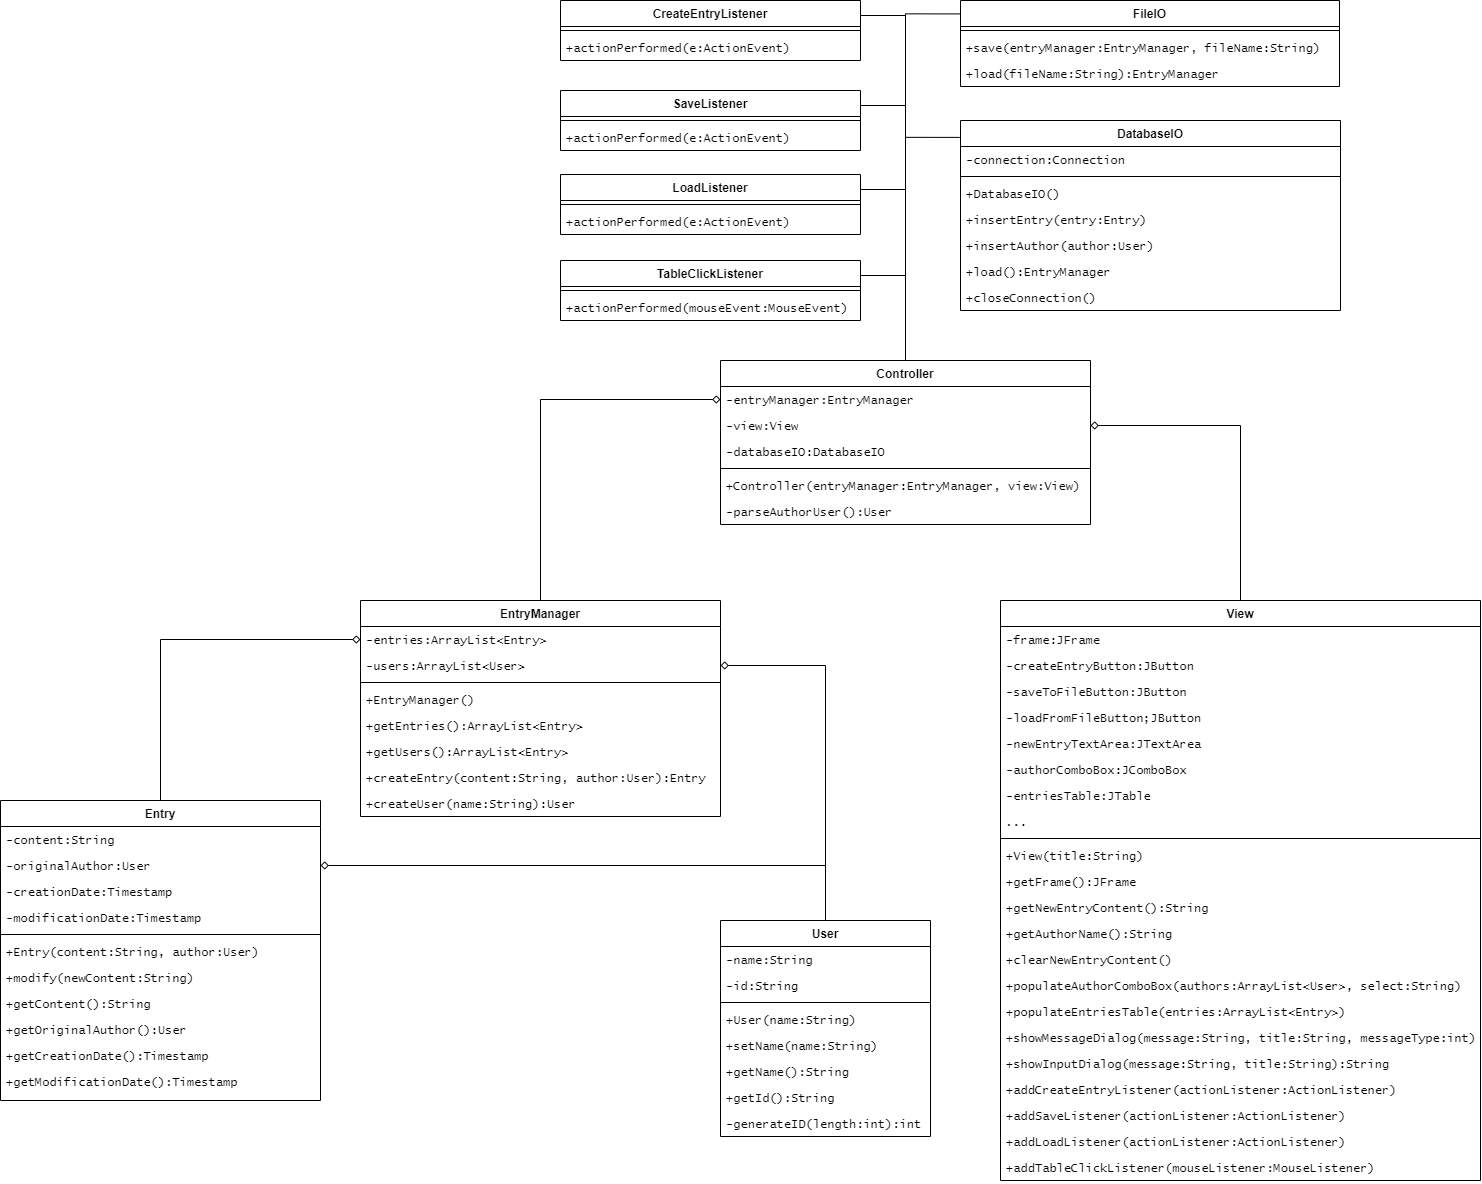 CreateEntryListener
+actionPerformed(e:ActionEvent)
FileIO
+save(entryManager:EntryManager, fileName:String)
+load(fileName:String):EntryManager
SaveListener
+actionPerformed(e:ActionEvent)
DatabaseIO
-connection:Connection
+DatabaseIO()
+insertEntry(entry:Entry)
+insertAuthor(author:User)
+load():EntryManager
+closeConnection()
LoadListener
+actionPerformed(e:ActionEvent)
TableClickListener
+actionPerformed(mouseEvent:MouseEvent)
Controller
-entryManager:EntryManager
-view:View
-databaseIO:DatabaseIO
+Controller(entryManager:EntryManager, view:View)
-parseAuthorUser():User
EntryManager
-entries:ArrayList<Entry>
-users:ArrayList<User>
+EntryManager()
+getEntries():ArrayList<Entry>
+getUsers():ArrayList<Entry>
+createEntry(content:String, author:User):Entry
+createUser(name:String):User
View
-frame:JFrame
-createEntryButton:JButton
-saveToFileButton:JButton
-loadFromFileButton;JButton
-newEntryTextArea:JTextArea
-authorComboBox:JComboBox
-entriesTable:JTable
...
+View(title:String)
+getFrame():JFrame
+getNewEntryContent():String
+getAuthorName():String
+clearNewEntryContent()
+populateAuthorComboBox(authors:ArrayList<User>, select:String)
+populateEntriesTable(entries:ArrayList<Entry>)
+showMessageDialog(message:String, title:String, messageType:int)
+showInputDialog(message:String, title:String):String
+addCreateEntryListener(actionListener:ActionListener)
+addSaveListener(actionListener:ActionListener)
+addLoadListener(actionListener:ActionListener)
+addTableClickListener(mouseListener:MouseListener)
Entry
-content:String
-originalAuthor:User
-creationDate:Timestamp
-modificationDate:Timestamp
+Entry(content:String, author:User)
+modify(newContent:String)
+getContent():String
+getOriginalAuthor():User
+getCreationDate():Timestamp
+getModificationDate():Timestamp
User
-name:String
-id:String
+User(name:String)
+setName(name:String)
+getName():String
+getId():String
-generateID(length:int):int